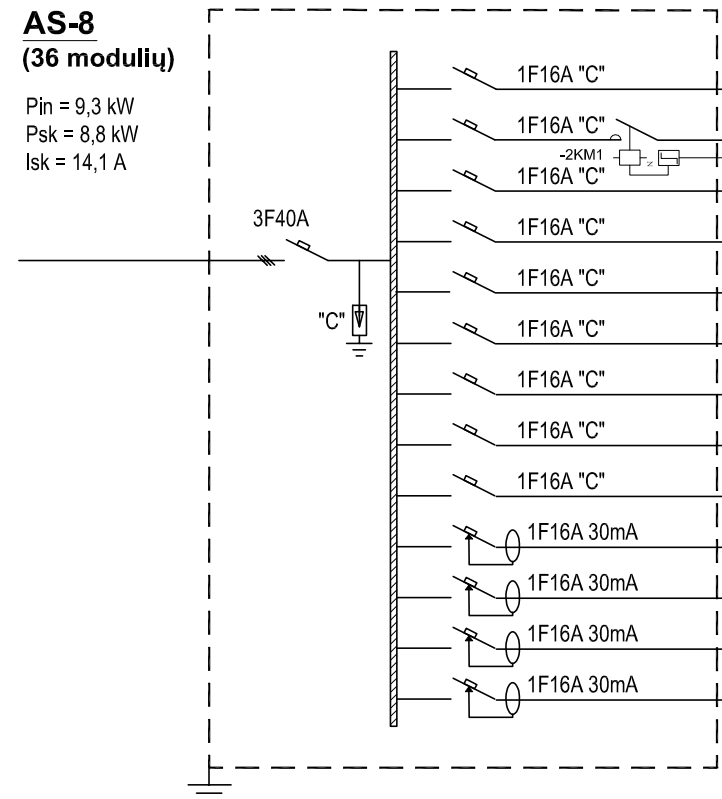 AS-8
(36 modulių)
Pin = 9,3 kW
Psk = 8,8 kW
Isk = 14,1 A
3F40A
"C"
1F16A "C"
1F16A "C"
-2KM1
1F16A "C"
1F16A "C"
1F16A "C"
1F16A "C"
1F16A "C"
1F16A "C"
1F16A "C"
1F16A 30mA
1F16A 30mA
1F16A 30mA
1F16A 30mA